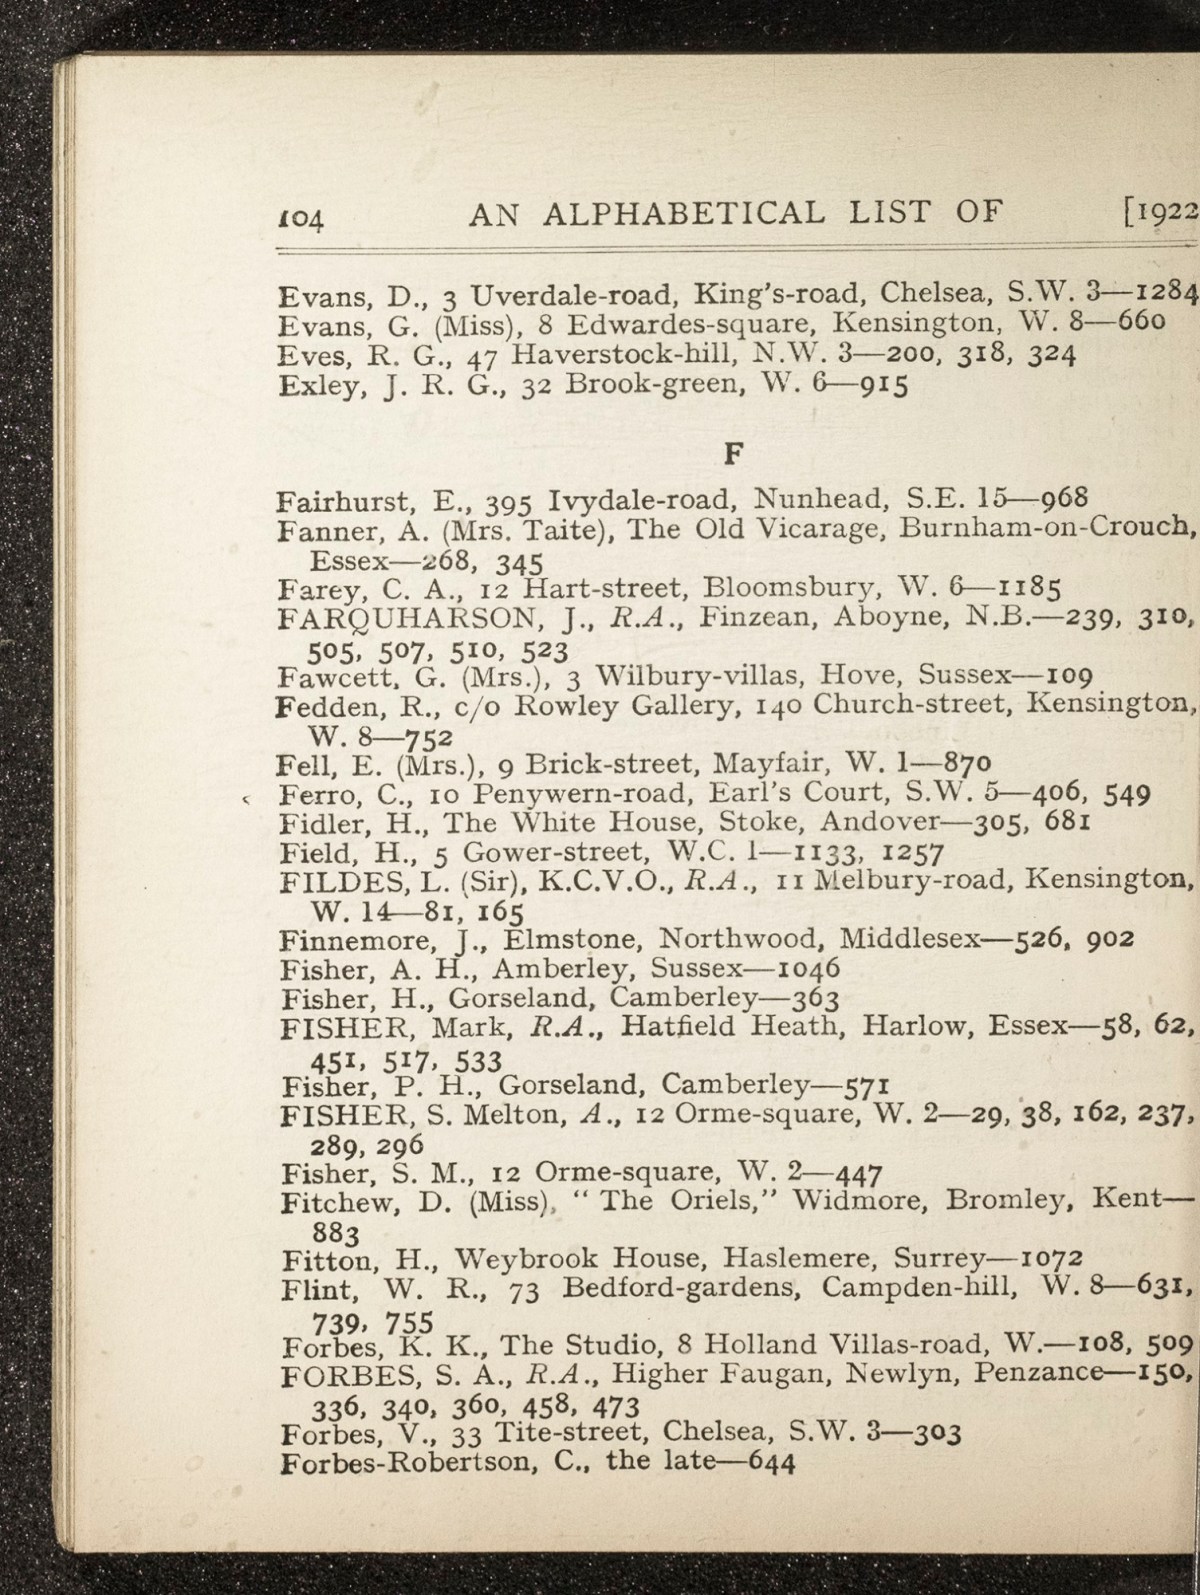 104 AN ALPHABETICAL LIST OF [1922
Evans, D., 3 Uverdale-road, King's-road, Chelsea, S.W. 3—1284
Evans, G. (Miss), 8 Edwardes-square, Kensington, W. 8—660
Eves, R. G., 47 Haverstock-hill, N.W. 3—200, 318, 324
Exley, J. R. G., 32 Brook-green, W. 6—915
F
Fairhurst, E., 395 Ivydale-road, Nunhead, S.E. 15—968
Fanner, A. (Mrs. Taite), The Old Vicarage, Burnham-on-Crouch,
Essex—268, 345
Farey, C. A., 12 Hart-street, Bloomsbury, W. 6—1185
FARQUHARSON, J., R.A., Finzean, Aboyne, N.B.—239, 310,
505, 507, 510, 523
Fawcett, G. (Mrs.), 3 Wilbury-villas, Hove, Sussex—109
Fedden, R., c/o Rowley Gallery, 140 Church-street, Kensington,
W. 8—752
Fell, E. (Mrs.), 9 Brick-street, Mayfair, W. 1—870
Ferro, C., 10 Penywern-road, Earl's Court, S.W. 5—406, 549
Fidler, H., The White House, Stoke, Andover—305, 681
Field, H., 5 Gower-street, W.C. 1—1133, 1257
FILDES, L. (Sir), K.C.V.O., R.A., 11 Melbury-road, Kensington,
W. 14—81, 165
Finnemore, J., Elmstone, Northwood, Middlesex—526, 902
Fisher, A. H., Amberley, Sussex—1046
Fisher, H., Gorseland, Camberley—363
FISHER, Mark, R.A., Hatfield Heath, Harlow, Essex—58, 62,
451, 517, 533
Fisher, P. H., Gorseland, Camberley—571
FISHER, S. Melton, A., 12 Orme-square, W. 2—29, 38, 162, 237,
289, 296
Fisher, S. M., 12 Orme-square, W. 2—447
Fitchew, D. (Miss), "The Oriels," Widmore, Bromley, Kent—
883
Fitton, H., Weybrook House, Haslemere, Surrey—1072
Flint, W. R., 73 Bedford-gardens, Campden-hill, W. 8—631,
739, 755
Forbes, K. K., The Studio, 8 Holland Villas-road, W.—108, 509
FORBES, S. A., R.A., Higher Faugan, Newlyn, Penzance—150,
336, 340, 360, 458, 473
Forbes, V., 33 Tite-street, Chelsea, S.W. 3—303
Forbes-Robertson, C., the late—644